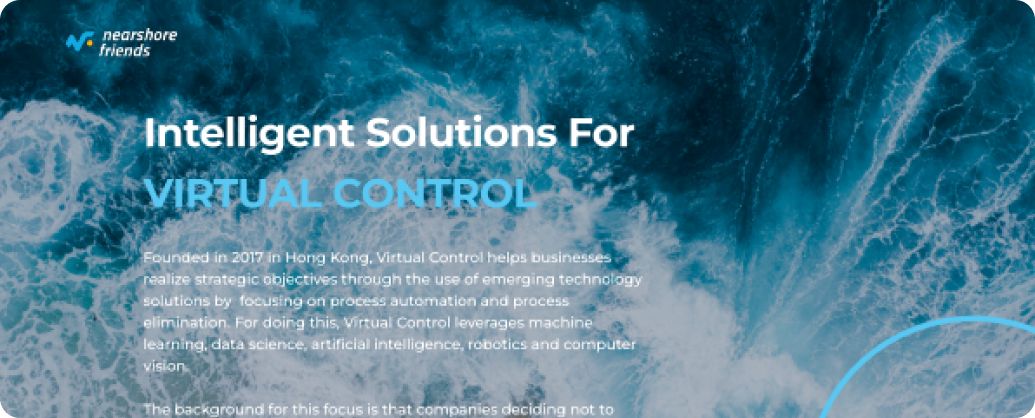 nearshore
friends
Intelligent Solutions For
VIRTUAL CONTROL
Founded in 2017 in Hong Kong, Virtual Control helps businesses
realize strategic objectives through the use of emerging technology
solutions by  focusing on process automation and process
elimination. For doing this, Virtual Control leverages machine
learning, data science, artificial intelligence, robotics and computer
vision.
The background for this focus is that companies deciding not to